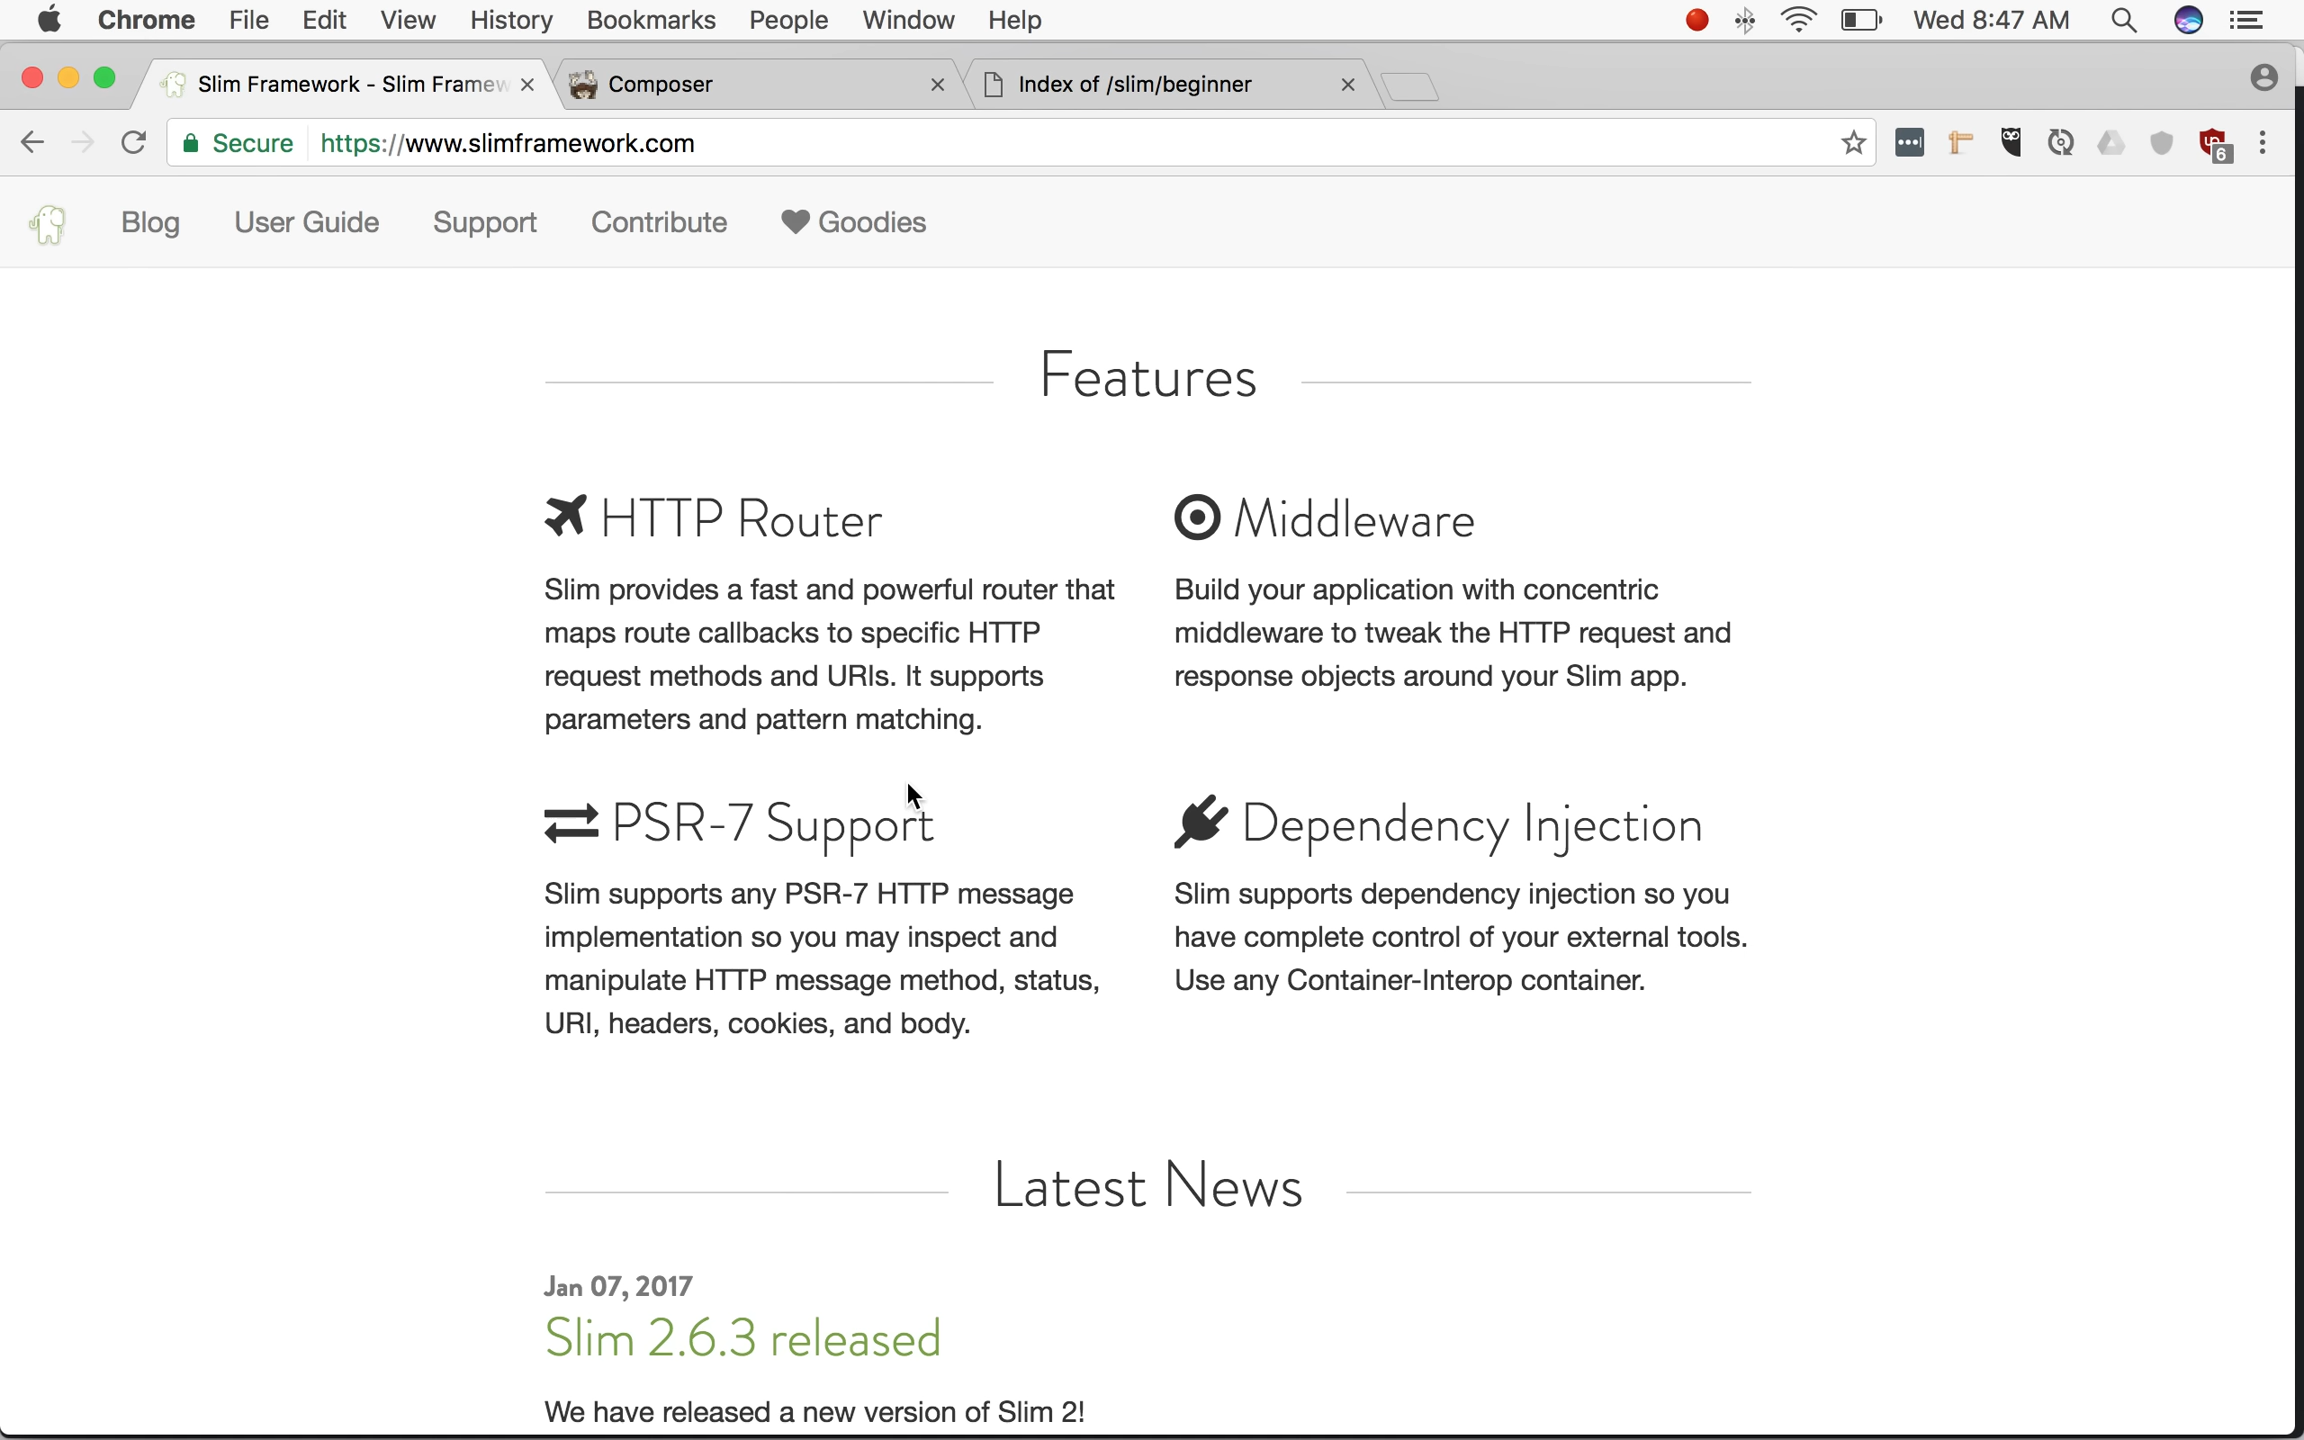 Chrome File Edit View History Bookmarks People Window Help Wed 8:47 AM
Slim Framework - Slim Framew Composer Index of /slim/beginner
Secure https://www.slimframework.com 6
Blog User Guide Support Contribute Goodies
Features
HTTP Router
Slim provides a fast and powerful router that
maps route callbacks to specific HTTP
request methods and URIs. It supports
parameters and pattern matching.
Middleware
Build your application with concentric
middleware to tweak the HTTP request and
response objects around your Slim app.
PSR-7 Support
Slim supports any PSR-7 HTTP message
implementation so you may inspect and
manipulate HTTP message method, status,
URI, headers, cookies, and body.
Dependency Injection
Slim supports dependency injection so you
have complete control of your external tools.
Use any Container-Interop container.
Latest News
Jan 07, 2017
Slim 2.6.3 released
We have released a new version of Slim 2!